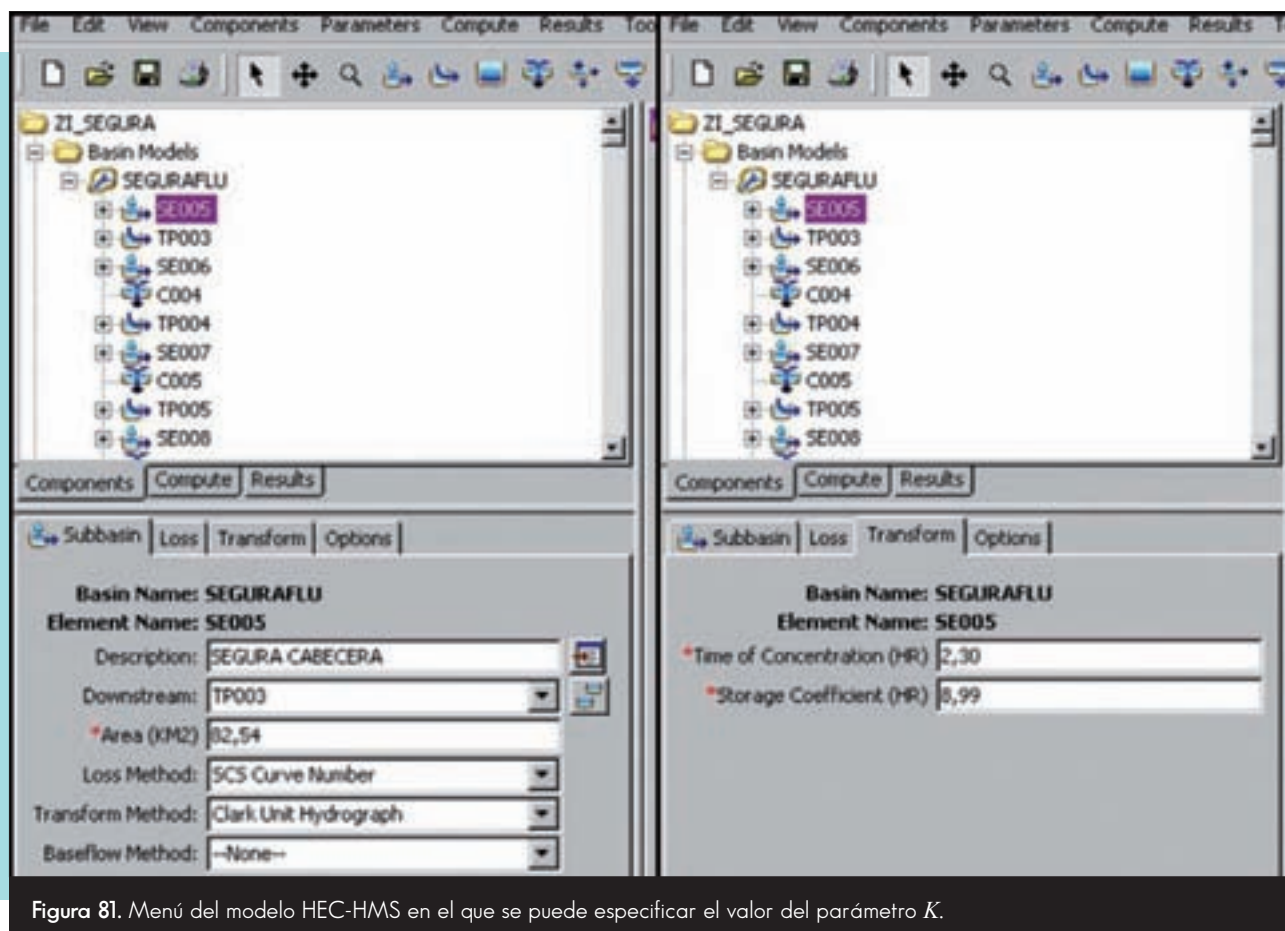 File Edit View Components Parameters Compute Results Too
ZI_SEGURA
Basin Models
SEGURAFLU
SE005
TP003
SE006
C004
TP004
SE007
C005
TP005
SE008
Components Compute Results
Subbasin Loss Transform Options
Basin Name: SEGURAFLU
Element Name: SE005
Description: SEGURA CABECERA
Downstream: TP003
*Area (KM2) 82,54
Loss Method: SCS Curve Number
Transform Method: Clark Unit Hydrograph
Baseflow Method: --None--
File Edit View Components Parameters Compute Results T
ZI_SEGURA
Basin Models
SEGURAFLU
SE005
TP003
SE006
C004
TP004
SE007
C005
TP005
SE008
Components Compute Results
Subbasin Loss Transform Options
Basin Name: SEGURAFLU
Element Name: SE005
*Time of Concentration (HR) 2,30
*Storage Coefficient (HR) 8,99
Figura 81. Menú del modelo HEC-HMS en el que se puede especificar el valor del parámetro K.